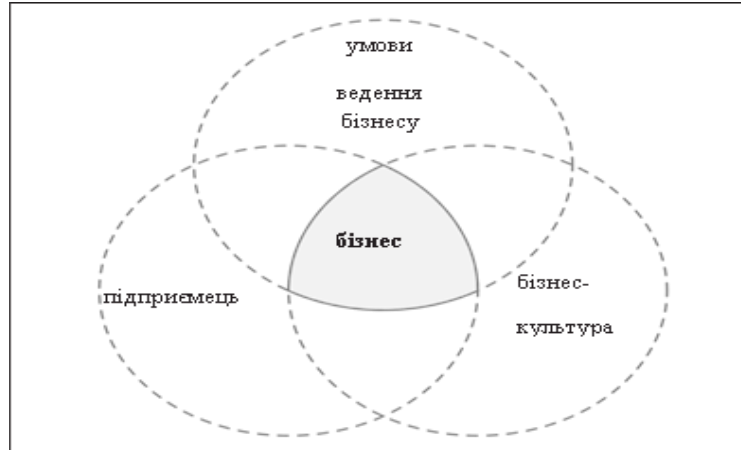 умови
ведення
бізнесу
бізнес
підприємець
бізнес-
культура